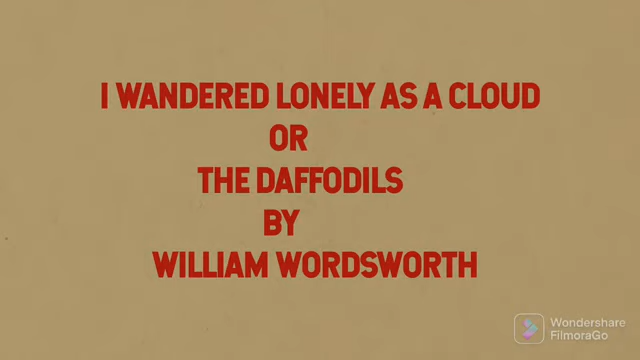 I WANDERED LONELY AS A CLOUD
OR
THE DAFFODILS
BY
WILLIAM WORDSWORTH
Wondershare
FilmoraGo